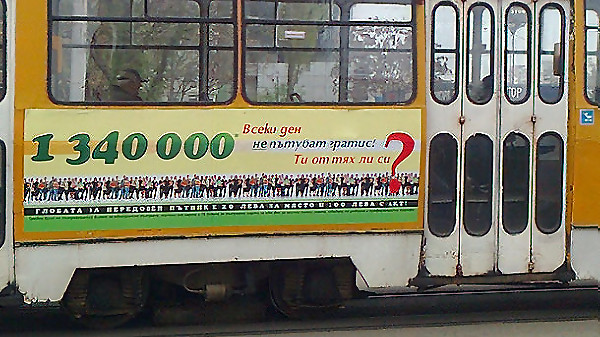 1 340 000
Всеки ден
не пътуват гратис!
Ти от тях ли си
?
ГЛОБАТА ЗА НЕРЕДОВЕН ПЪТНИК Е 20 ЛЕВА ЗА МЯСТО И 100 ЛЕВА С АКТ!